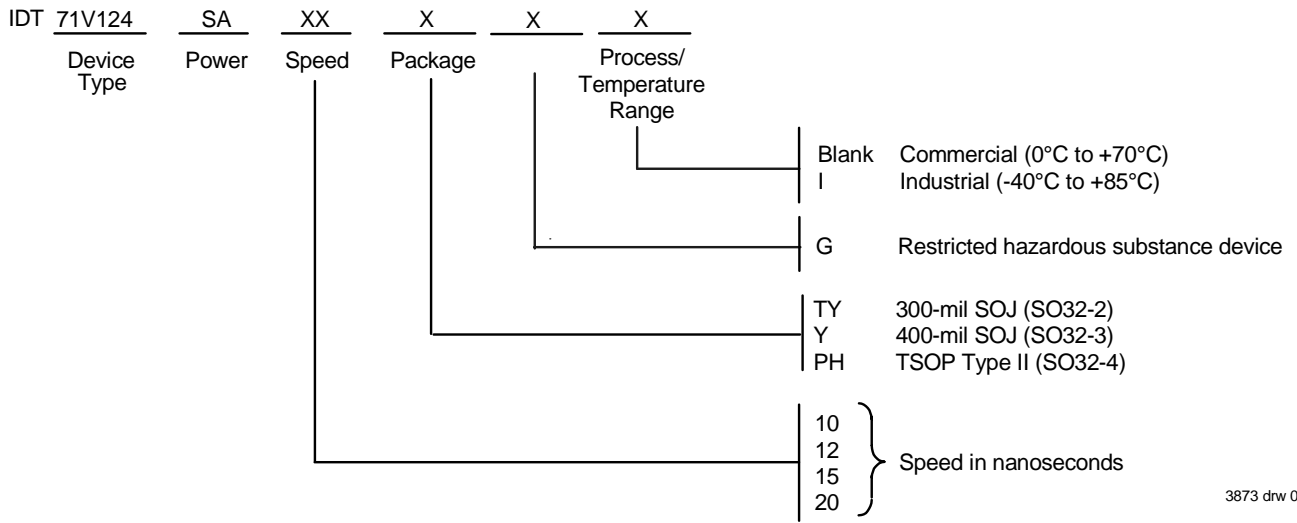 IDT 71V124 SA XX X X X
Device Type Power Speed Package Process/ Temperature Range
Blank Commercial (0°C to +70°C)
I Industrial (-40°C to +85°C)
G Restricted hazardous substance device
TY 300-mil SOJ (SO32-2)
Y 400-mil SOJ (SO32-3)
PH TSOP Type II (SO32-4)
10
12
15
20
Speed in nanoseconds
3873 drw 0